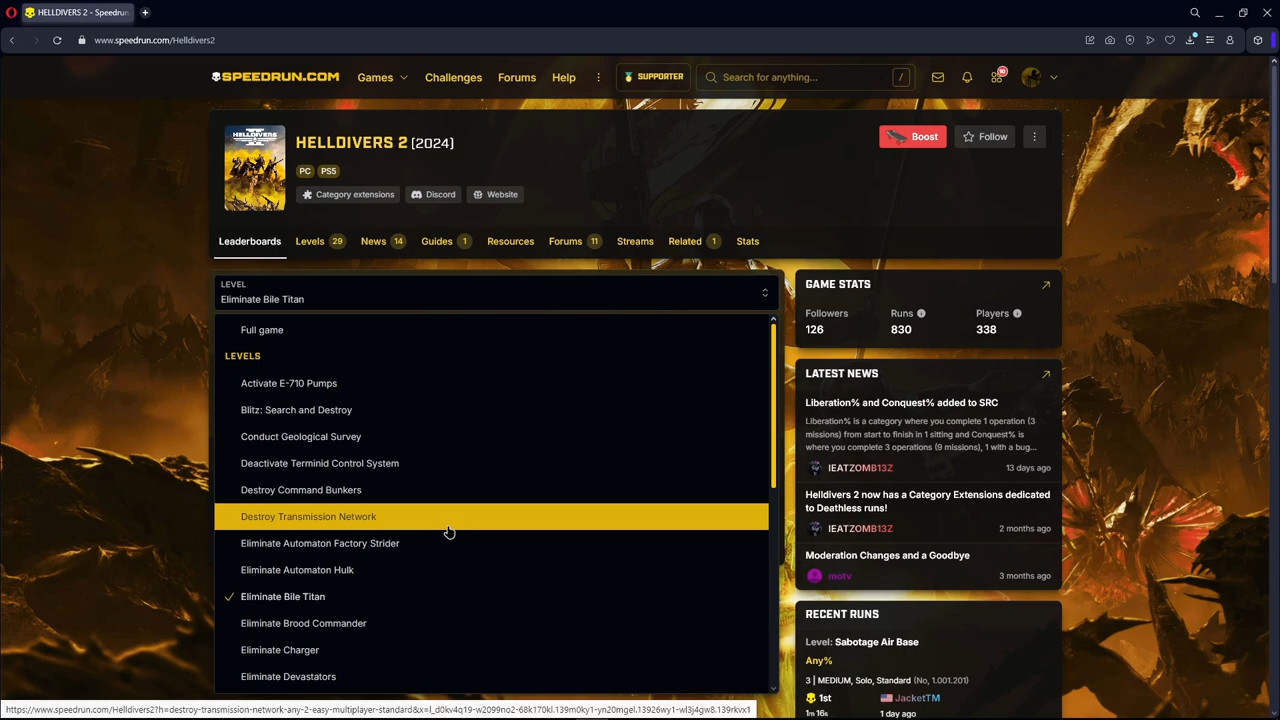 HELLDIVERS 2 - Speedrun.
www.speedrun.com/Helldivers2
SPEEDRUN.COM
Games
Challenges
Forums
Help
SUPPORTER
Search for anything...
/
HELLDIVERS 2 [2024]
PC PS5
Category extensions
Discord
Website
Boost
Follow
Leaderboards
Levels 29
News 14
Guides 1
Resources
Forums 11
Streams
Related 1
Stats
LEVEL
Eliminate Bile Titan
Full game
LEVELS
Activate E-710 Pumps
Blitz: Search and Destroy
Conduct Geological Survey
Deactivate Terminid Control System
Destroy Command Bunkers
Destroy Transmission Network
Eliminate Automaton Factory Strider
Eliminate Automaton Hulk
Eliminate Bile Titan
Eliminate Brood Commander
Eliminate Charger
Eliminate Devastators
GAME STATS
Followers Runs Players
126 830 338
LATEST NEWS
Liberation% and Conquest% added to SRC
Liberation% is a category where you complete 1 operation (3
missions) from start to finish in 1 sitting and Conquest% is
where you complete 3 operations (9 missions), 1 with a bug...
IEATZOMB13Z 13 days ago
Helldivers 2 now has a Category Extensions dedicated
to Deathless runs!
IEATZOMB13Z 2 months ago
Moderation Changes and a Goodbye
motv 3 months ago
RECENT RUNS
Level: Sabotage Air Base
Any%
3 | MEDIUM, Solo, Standard (No, 1.001.201)
1st JacketTM
1m 16s 1 day ago